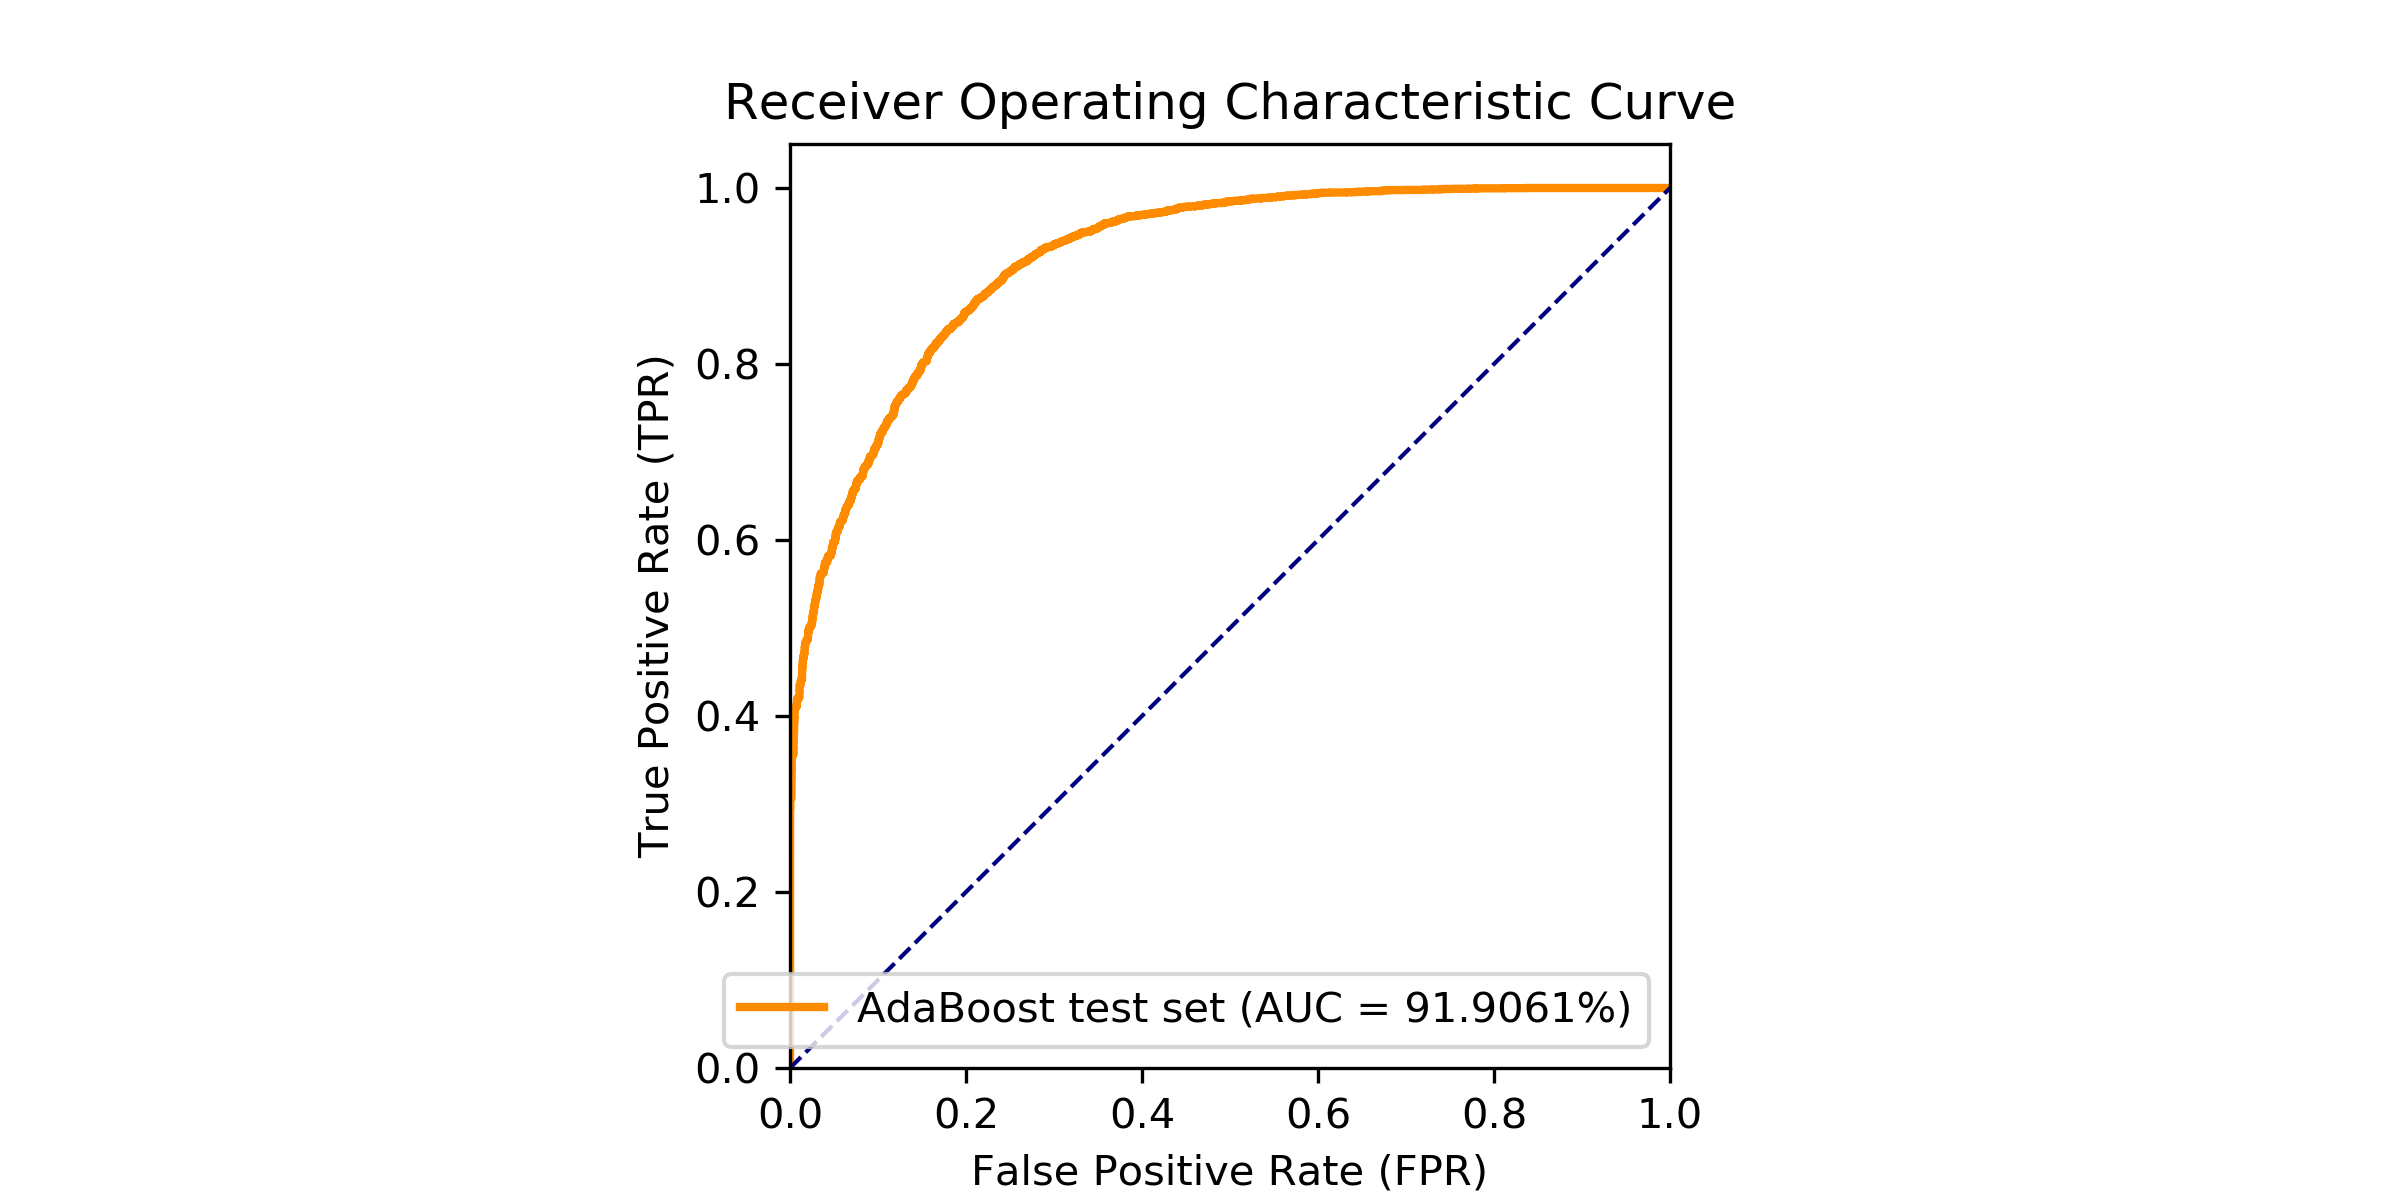 Receiver Operating Characteristic Curve
1.0
0.8
0.6
0.4
0.2
0.0
True Positive Rate (TPR)
AdaBoost test set (AUC = 91.9061%)
0.0 0.2 0.4 0.6 0.8 1.0
False Positive Rate (FPR)